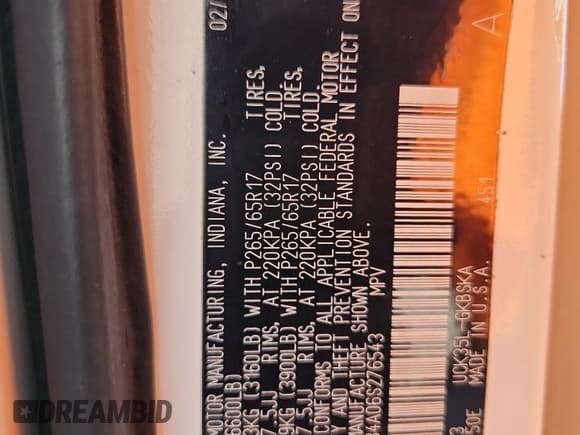 02/
MOTOR MANUFACTURING, INDIANA, INC.
6600LB)
3KG (3160LB) WITH P265/65R17 TIRES,
7.5JJ RIMS, AT 220KPA (32PSI) COLD.
9KG (3900LB) WITH P265/65R17 TIRES,
7.5JJ RIMS, AT 220KPA (32PSI) COLD.
CONFORMS TO ALL APPLICABLE FEDERAL MOTOR
AND THEFT PREVENTION STANDARDS IN EFFECT ON
MANUFACTURE SHOWN ABOVE.
4A06S276543 MPV
451 A
UCK35L-GKBSKA
50E MADE IN U.S.A.
DREAMBID